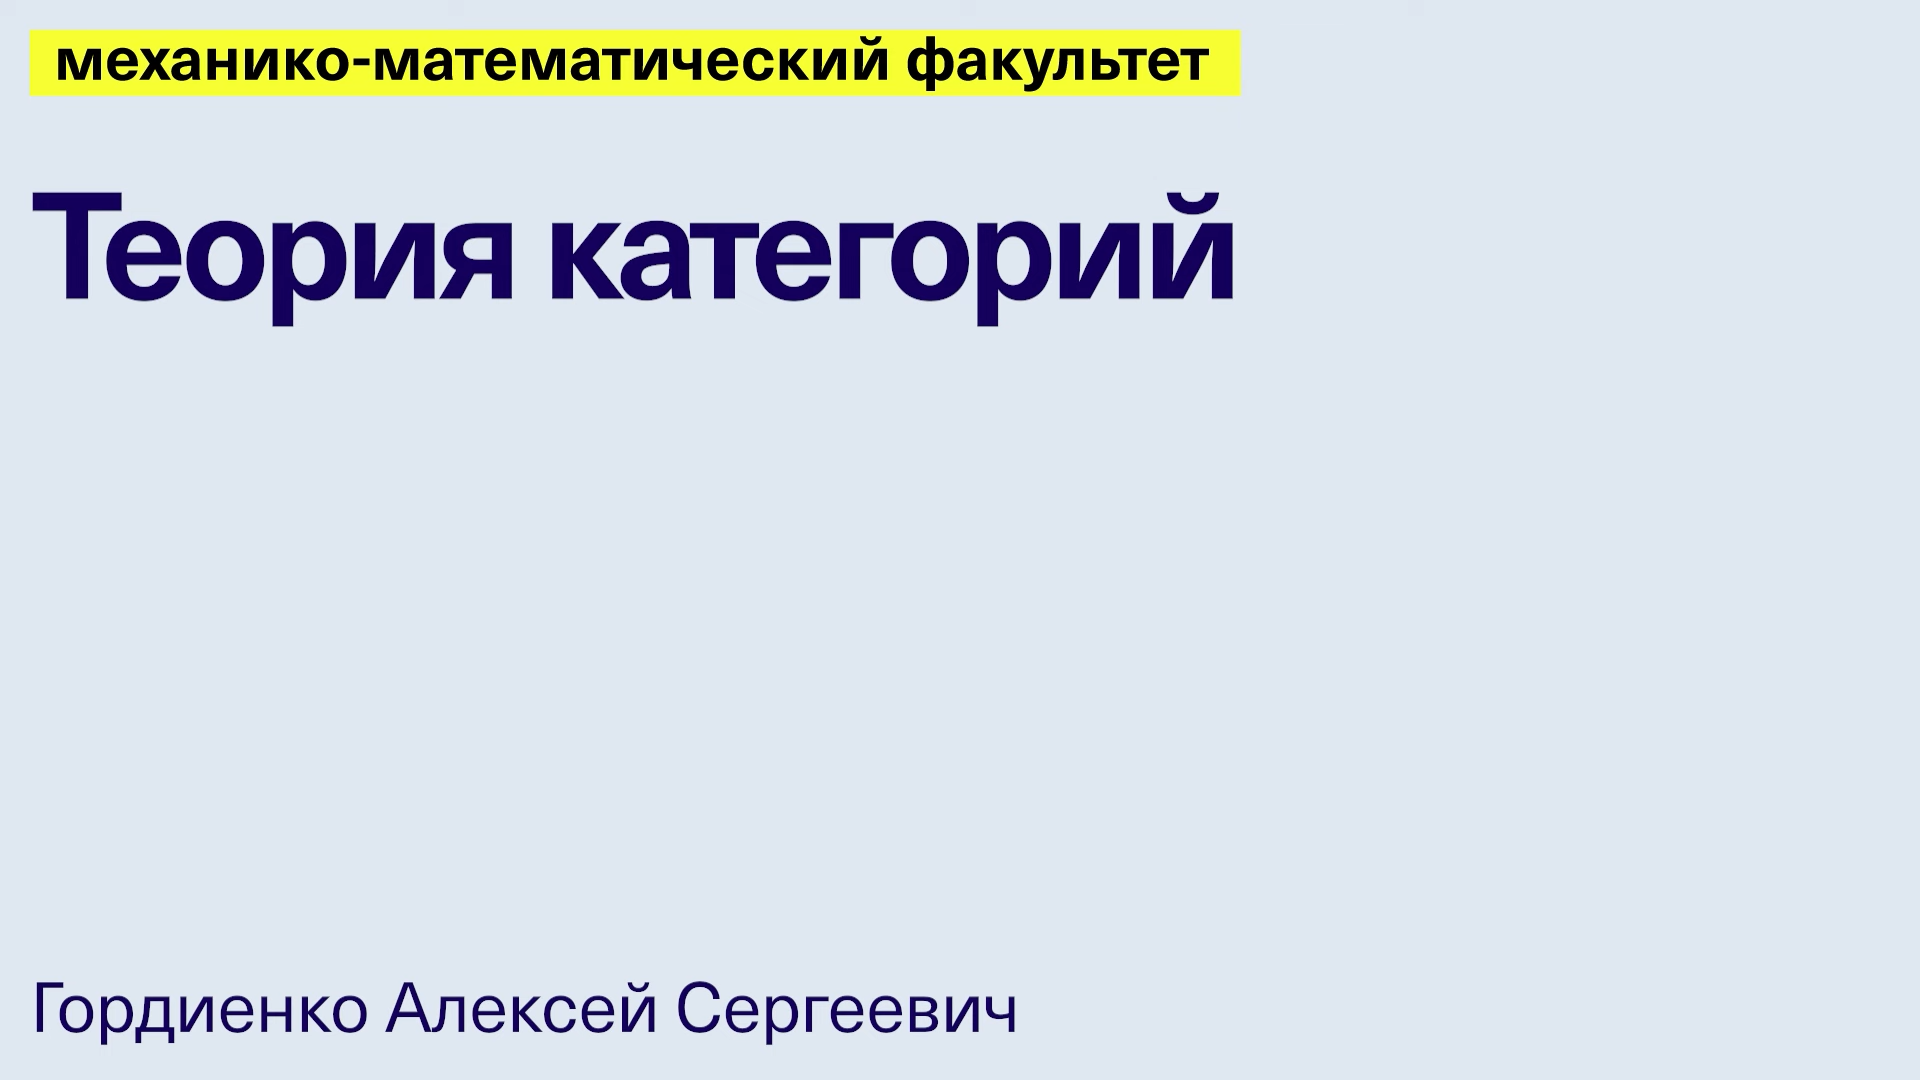 механико-математический факультет
Теория категорий
Гордиенко Алексей Сергеевич